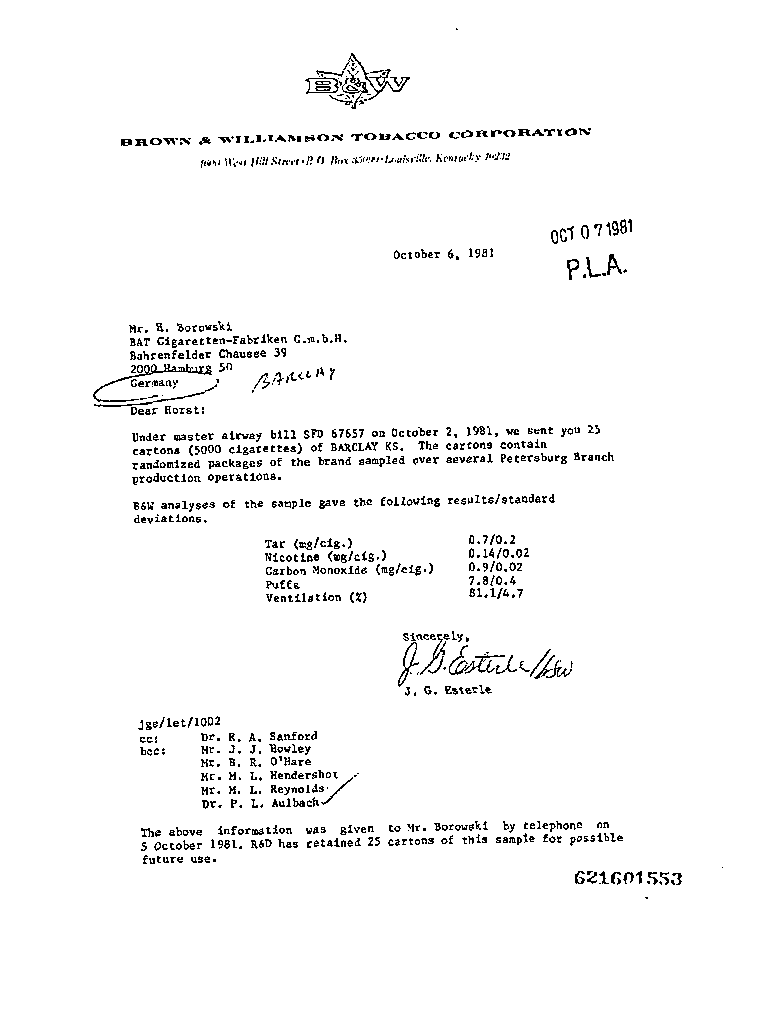 B&W
BROWN & WILLIAMSON TOBACCO CORPORATION
West Hill Street • P.O. Box Louisville, Kentucky 40232
OCT 07 1981
October 6, 1981
P.L.A.
Mr. H. Borowski
BAT Cigaretten-Fabriken G.m.b.H.
Bahrenfelder Chausse 39
2000 Hamburg 50
Germany
BARCLAY
Dear Horst:
Under master airway bill SFD 67657 on October 2, 1981, we sent you 25
cartons (5000 cigarettes) of BARCLAY KS. The cartons contain
randomized packages of the brand sampled over several Petersburg Branch
production operations.
B&W analyses of the sample gave the following results/standard
deviations.
Tar (mg/cig.) 0.7/0.2
Nicotine (mg/cig.) 0.14/0.02
Carbon Monoxide (mg/cig.) 0.9/0.02
Puffs 7.8/0.4
Ventilation (%) 81.1/4.7
Sincerely,
J. G. Esterle/bsw
J. G. Esterle
jge/let/1002
cc: Dr. R. A. Sanford
bcc: Mr. J. J. Howley
Mr. B. R. O'Hare
Mr. M. L. Hendershot
Mr. M. L. Reynolds
Dr. P. L. Aulbach
The above information was given to Mr. Borowski by telephone on
5 October 1981. R&D has retained 25 cartons of this sample for possible
future use.
621601553